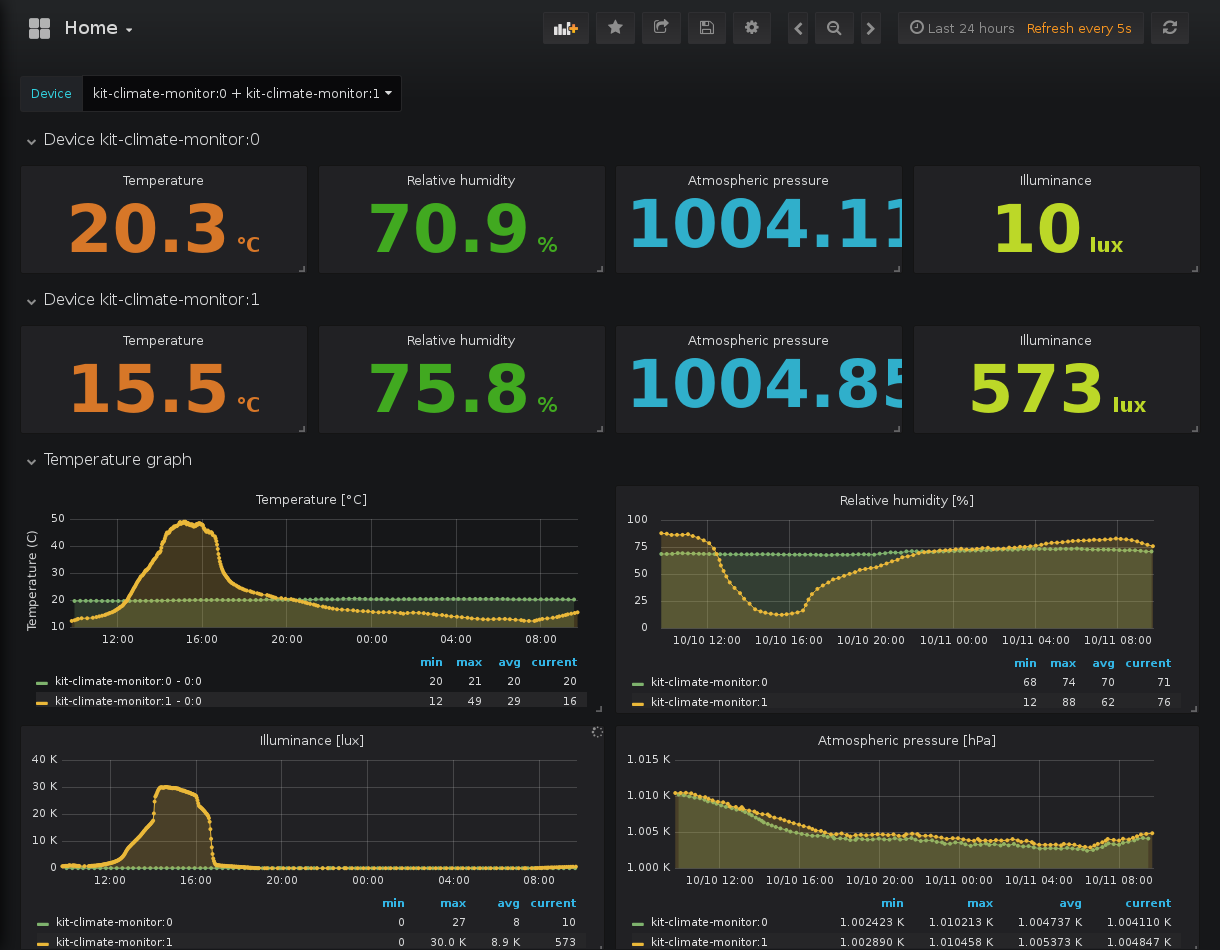 Home
Last 24 hours Refresh every 5s
Device kit-climate-monitor:0 + kit-climate-monitor:1
Device kit-climate-monitor:0
Temperature Relative humidity Atmospheric pressure Illuminance
20.3 °C 70.9 % 1004.11 10 lux
Device kit-climate-monitor:1
Temperature Relative humidity Atmospheric pressure Illuminance
15.5 °C 75.8 % 1004.85 573 lux
Temperature graph
Temperature [°C]
Temperature (C)
50
40
30
20
10
12:00 16:00 20:00 00:00 04:00 08:00
min max avg current
kit-climate-monitor:0 - 0:0 20 21 20 20
kit-climate-monitor:1 - 0:0 12 49 29 16
Relative humidity [%]
100
75
50
25
0
10/10 12:00 10/10 16:00 10/10 20:00 10/11 00:00 10/11 04:00 10/11 08:00
min max avg current
kit-climate-monitor:0 68 74 70 71
kit-climate-monitor:1 12 88 62 76
Illuminance [lux]
40 K
30 K
20 K
10 K
0
12:00 16:00 20:00 00:00 04:00 08:00
min max avg current
kit-climate-monitor:0 0 27 8 10
kit-climate-monitor:1 0 30.0 K 8.9 K 573
Atmospheric pressure [hPa]
1.015 K
1.010 K
1.005 K
1.000 K
10/10 12:00 10/10 16:00 10/10 20:00 10/11 00:00 10/11 04:00 10/11 08:00
min max avg current
kit-climate-monitor:0 1.002423 K 1.010213 K 1.004737 K 1.004110 K
kit-climate-monitor:1 1.002890 K 1.010458 K 1.005373 K 1.004847 K